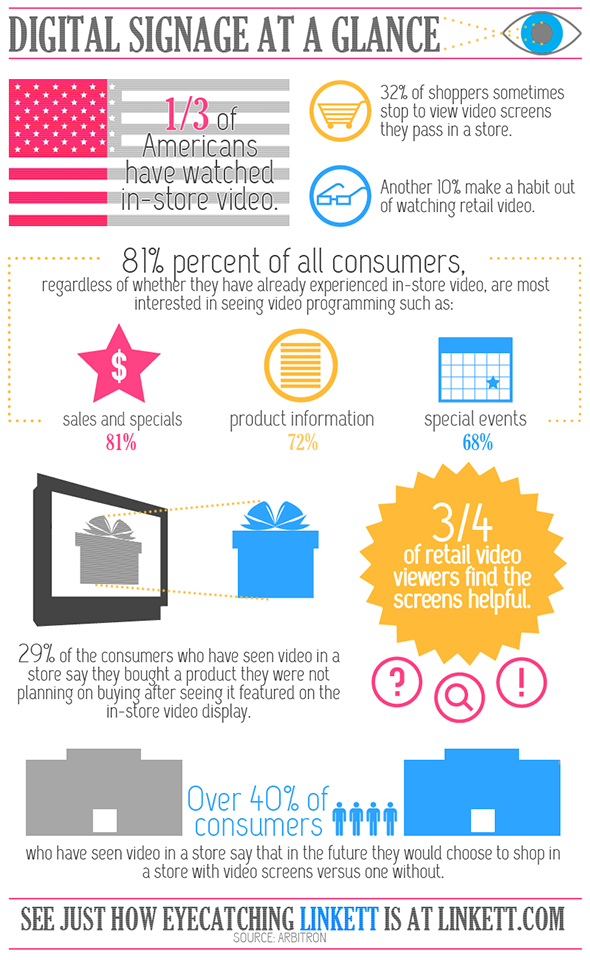 DIGITAL SIGNAGE AT A GLANCE
1/3 of
Americans
have watched
in-store video.
32% of shoppers sometimes
stop to view video screens
they pass in a store.
Another 10% make a habit out
of watching retail video.
81% percent of all consumers,
regardless of whether they have already experienced in-store video, are most
interested in seeing video programming such as:
$
sales and specials
81%
product information
72%
special events
68%
3/4
of retail video
viewers find the
screens helpful.
29% of the consumers who have seen video in a
store say they bought a product they were not
planning on buying after seeing it featured on the
in-store video display.
? !
Over 40% of
consumers
who have seen video in a store say that in the future they would choose to shop in
a store with video screens versus one without.
SEE JUST HOW EYECATCHING LINKETT IS AT LINKETT.COM
SOURCE: ARBITRON